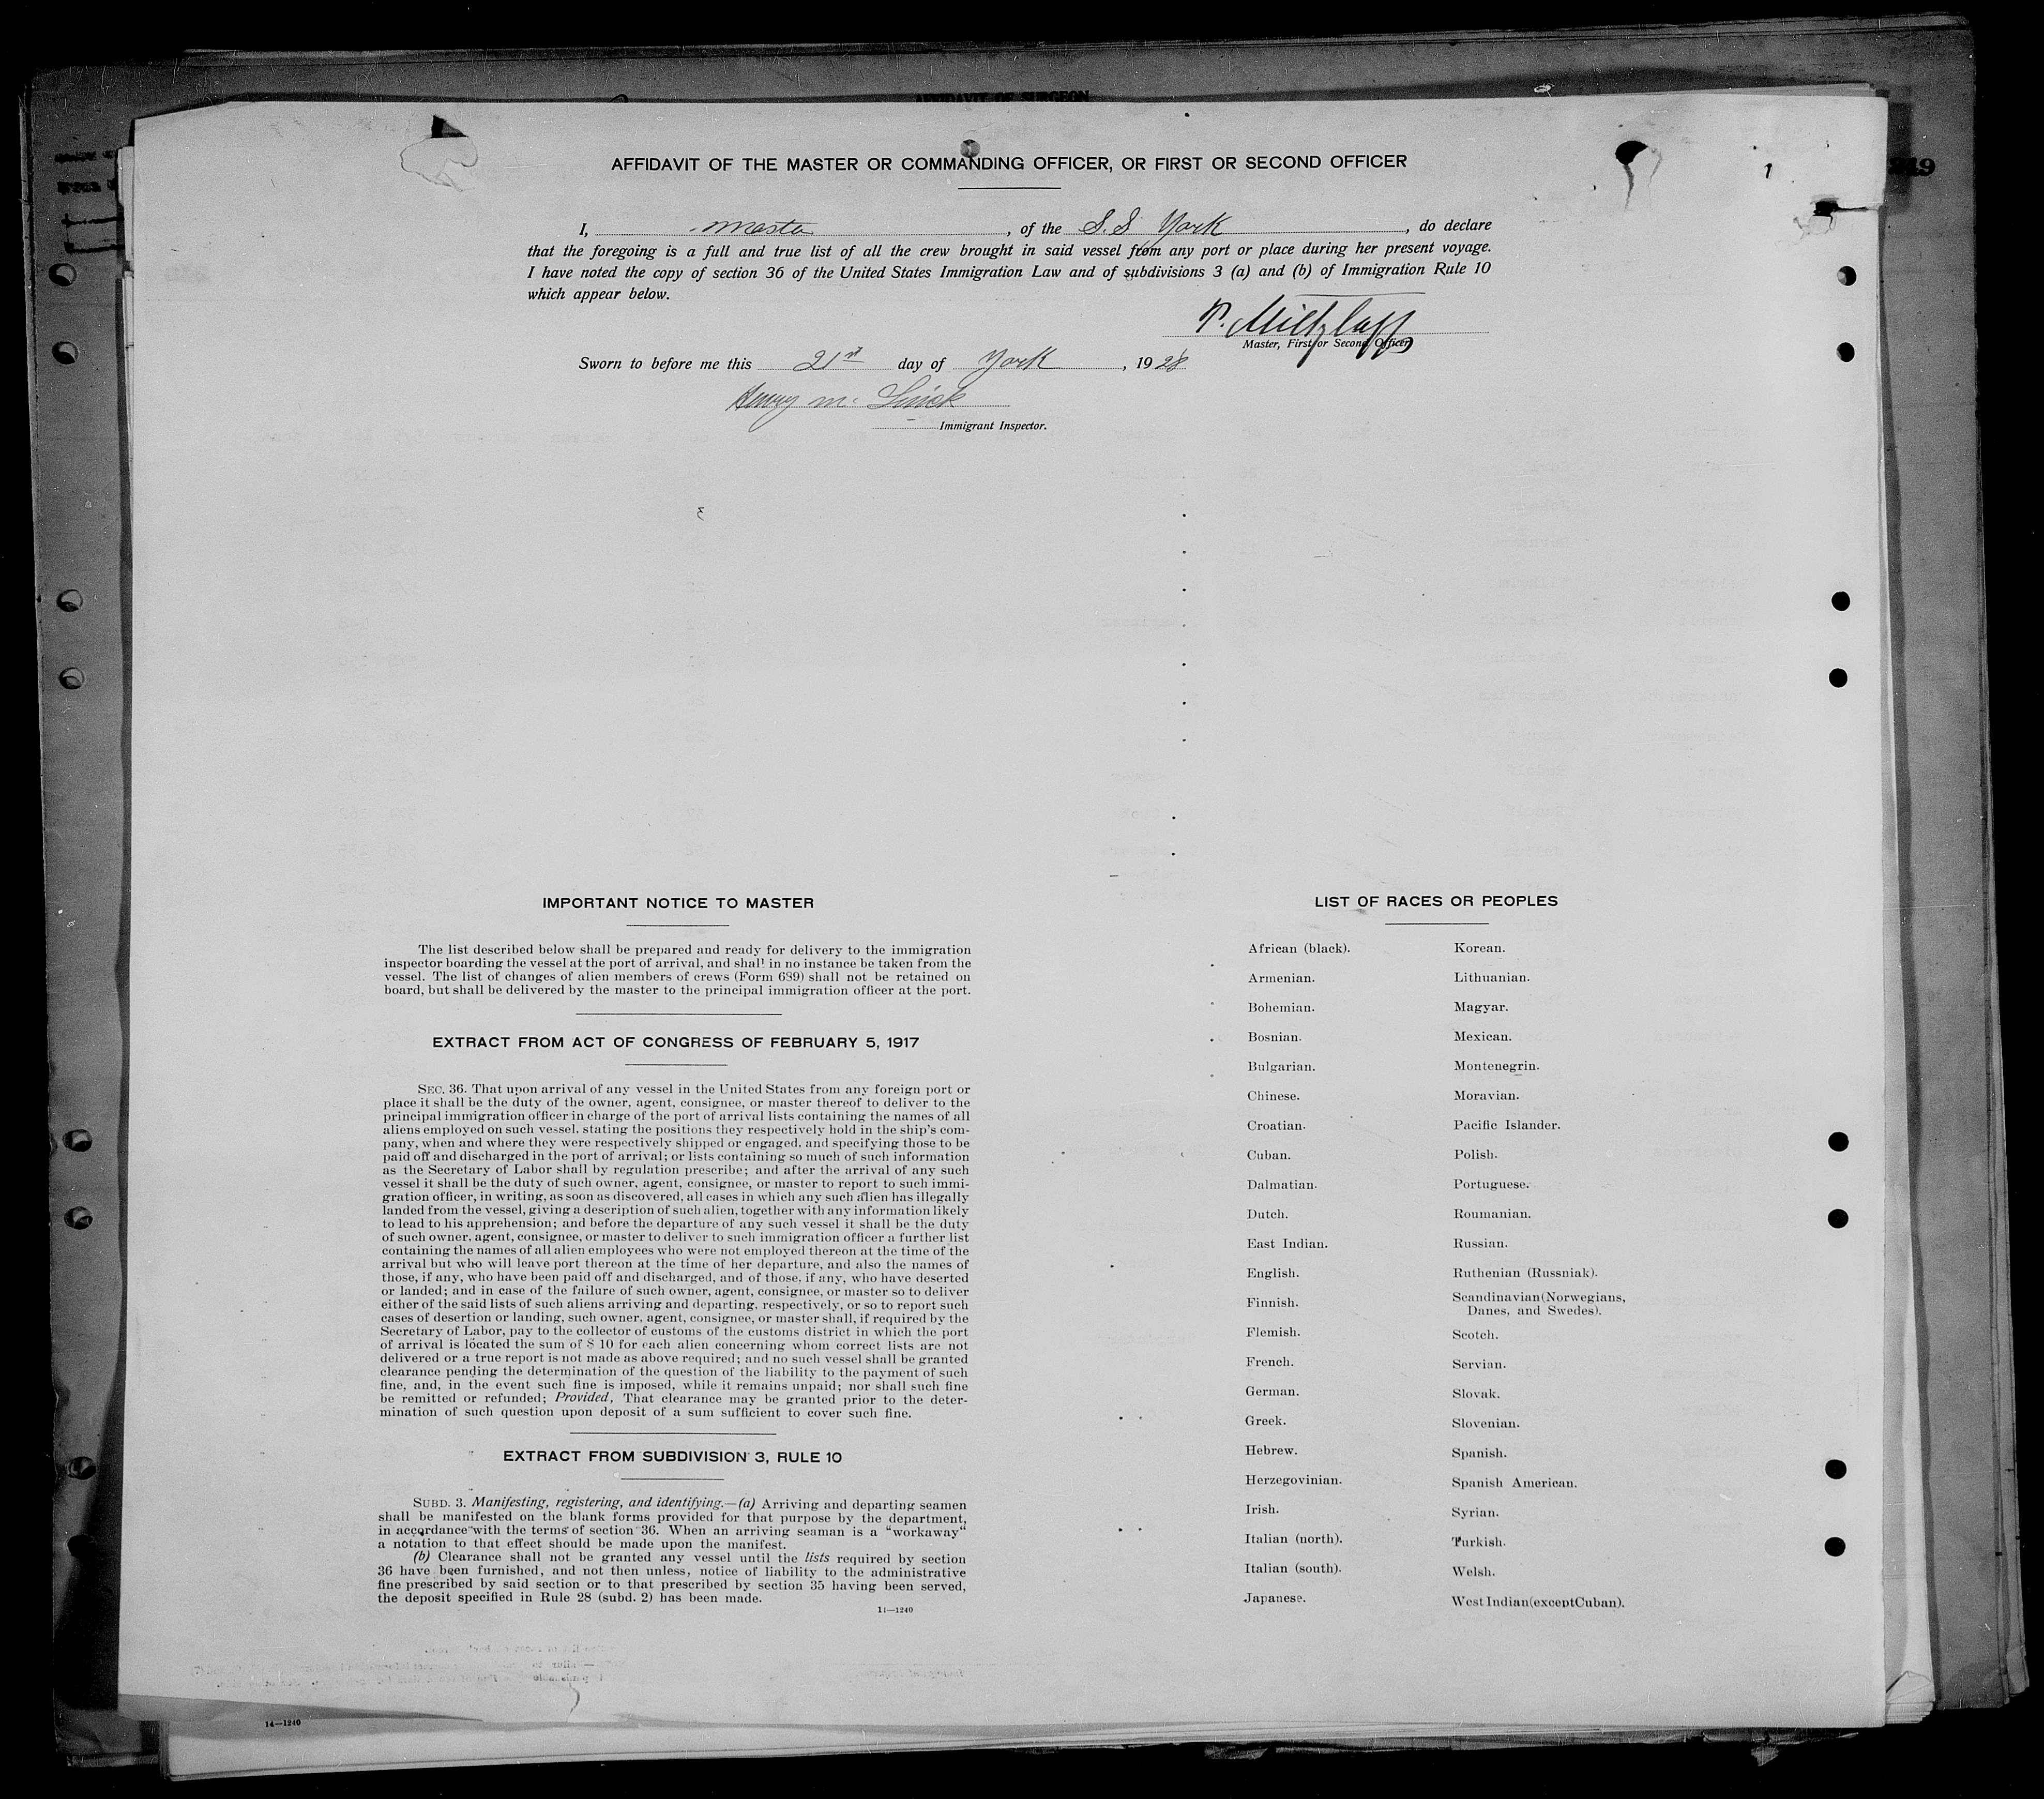 AFFIDAVIT OF SURGEON
AFFIDAVIT OF THE MASTER OR COMMANDING OFFICER, OR FIRST OR SECOND OFFICER
1
I, Master, of the S.S York, do declare
that the foregoing is a full and true list of all the crew brought in said vessel from any port or place during her present voyage.
I have noted the copy of section 36 of the United States Immigration Law and of subdivisions 3 (a) and (b) of Immigration Rule 10
which appear below.
Master, First or Second Officer
Sworn to before me this 21st day of York, 1928
Henry Mc
Immigrant Inspector.
IMPORTANT NOTICE TO MASTER
The list described below shall be prepared and ready for delivery to the immigration
inspector boarding the vessel at the port of arrival, and shall in no instance be taken from the
vessel. The list of changes of alien members of crews (Form 689) shall not be retained on
board, but shall be delivered by the master to the principal immigration officer at the port.
EXTRACT FROM ACT OF CONGRESS OF FEBRUARY 5, 1917
SEC. 36. That upon arrival of any vessel in the United States from any foreign port or
place it shall be the duty of the owner, agent, consignee, or master thereof to deliver to the
principal immigration officer in charge of the port of arrival lists containing the names of all
aliens employed on such vessel, stating the positions they respectively hold in the ship's com-
pany, when and where they were respectively shipped or engaged, and specifying those to be
paid off and discharged in the port of arrival; or lists containing so much of such information
as the Secretary of Labor shall by regulation prescribe; and after the arrival of any such
vessel it shall be the duty of such owner, agent, consignee, or master to report to such immi-
gration officer, in writing, as soon as discovered, all cases in which any such alien has illegally
landed from the vessel, giving a description of such alien, together with any information likely
to lead to his apprehension; and before the departure of any such vessel it shall be the duty
of such owner, agent, consignee, or master to deliver to such immigration officer a further list
containing the names of all alien employees who were not employed thereon at the time of the
arrival but who will leave port thereon at the time of her departure, and also the names of
those, if any, who have been paid off and discharged, and of those, if any, who have deserted
or landed; and in case of the failure of such owner, agent, consignee, or master so to deliver
either of the said lists of such aliens arriving and departing, respectively, or so to report such
cases of desertion or landing, such owner, agent, consignee, or master shall, if required by the
Secretary of Labor, pay to the collector of customs of the customs district in which the port
of arrival is located the sum of $ 10 for each alien concerning whom correct lists are not
delivered or a true report is not made as above required; and no such vessel shall be granted
clearance pending the determination of the question of the liability to the payment of such
fine, and, in the event such fine is imposed, while it remains unpaid; nor shall such fine
be remitted or refunded; Provided, That clearance may be granted prior to the deter-
mination of such question upon deposit of a sum sufficient to cover such fine.
EXTRACT FROM SUBDIVISION 3, RULE 10
SUBD. 3. Manifesting, registering, and identifying.—(a) Arriving and departing seamen
shall be manifested on the blank forms provided for that purpose by the department,
in accordance with the terms of section 36. When an arriving seaman is a “workaway“
a notation to that effect should be made upon the manifest.
(b) Clearance shall not be granted any vessel until the lists required by section
36 have been furnished, and not then unless, notice of liability to the administrative
fine prescribed by said section or to that prescribed by section 35 having been served,
the deposit specified in Rule 28 (subd. 2) has been made.
14—1240
LIST OF RACES OR PEOPLES
African (black).
Armenian.
Bohemian.
Bosnian.
Bulgarian.
Chinese.
Croatian.
Cuban.
Dalmatian.
Dutch.
East Indian.
English.
Finnish.
Flemish.
French.
German.
Greek.
Hebrew.
Herzegovinian.
Irish.
Italian (north).
Italian (south).
Japanese.
Korean.
Lithuanian.
Magyar.
Mexican.
Montenegrin.
Moravian.
Pacific Islander.
Polish.
Portuguese.
Roumanian.
Russian.
Ruthenian (Russniak).
Scandinavian(Norwegians,
Danes, and Swedes).
Scotch.
Servian.
Slovak.
Slovenian.
Spanish.
Spanish American.
Syrian.
Turkish.
Welsh.
West Indian(exceptCuban).
14—1240